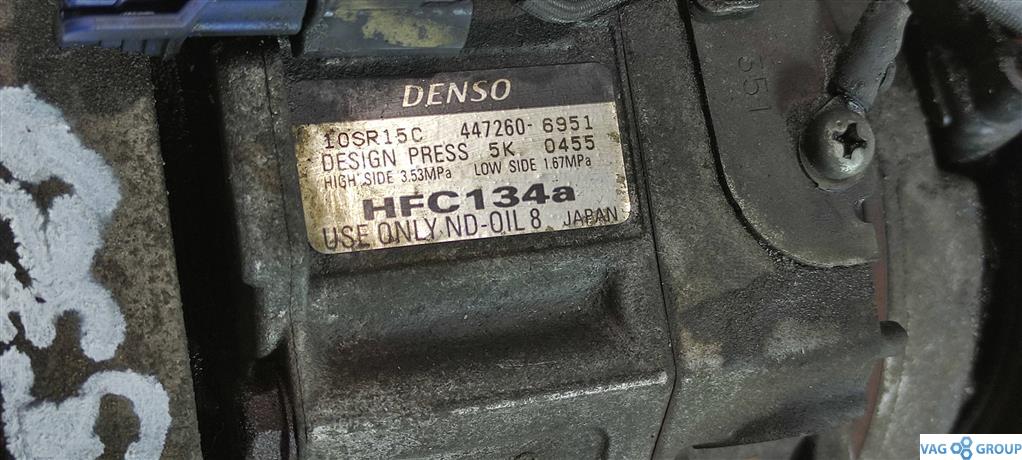 DENSO
10SR15C 447260-6951
DESIGN PRESS 5K 0455
HIGH SIDE 3.53MPa LOW SIDE 1.67MPa
HFC134a
USE ONLY ND-OIL 8 JAPAN
551
VAG GROUP